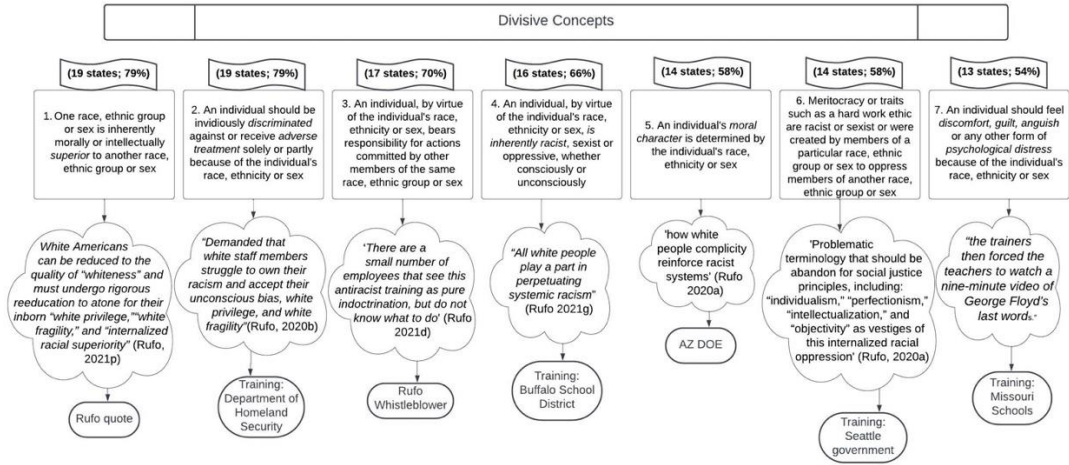 Divisive Concepts
(19 states; 79%)
1. One race, ethnic group
or sex is inherently
morally or intellectually
superior to another race,
ethnic group or sex
White Americans
can be reduced to the
quality of “whiteness” and
must undergo rigorous
reeducation to atone for their
inborn “white privilege,”“white
fragility,” and “internalized
racial superiority” (Rufo,
2021p)
Rufo quote
(19 states; 79%)
2. An individual should be
invidiously discriminated
against or receive adverse
treatment solely or partly
because of the individual's
race, ethnicity or sex
“Demanded that
white staff members
struggle to own their
racism and accept their
unconscious bias, white
privilege, and white
fragility”(Rufo, 2020b)
Training:
Department of
Homeland
Security
(17 states; 70%)
3. An individual, by virtue
of the individual's race,
ethnicity or sex, bears
responsibility for actions
committed by other
members of the same
race, ethnic group or sex
‘There are a
small number of
employees that see this
antiracist training as pure
indoctrination, but do not
know what to do’ (Rufo
2021d)
Rufo
Whistleblower
(16 states; 66%)
4. An individual, by virtue
of the individual's race,
ethnicity or sex, is
inherently racist, sexist or
oppressive, whether
consciously or
unconsciously
“All white people
play a part in
perpetuating
systemic racism”
(Rufo 2021g)
Training:
Buffalo School
District
(14 states; 58%)
5. An individual's moral
character is determined by
the individual's race,
ethnicity or sex
'how white
people complicity
reinforce racist
systems' (Rufo
2020a)
AZ DOE
(14 states; 58%)
6. Meritocracy or traits
such as a hard work ethic
are racist or sexist or were
created by members of a
particular race, ethnic
group or sex to oppress
members of another race,
ethnic group or sex
'Problematic
terminology that should be
abandon for social justice
principles, including:
“individualism,” “perfectionism,”
“intellectualization,” and
“objectivity” as vestiges of
this internalized racial
oppression' (Rufo, 2020a)
Training:
Seattle
government
(13 states; 54%)
7. An individual should feel
discomfort, guilt, anguish
or any other form of
psychological distress
because of the individual's
race, ethnicity or sex
“the trainers
then forced the
teachers to watch a
nine-minute video of
George Floyd's
last words.”
Training:
Missouri
Schools